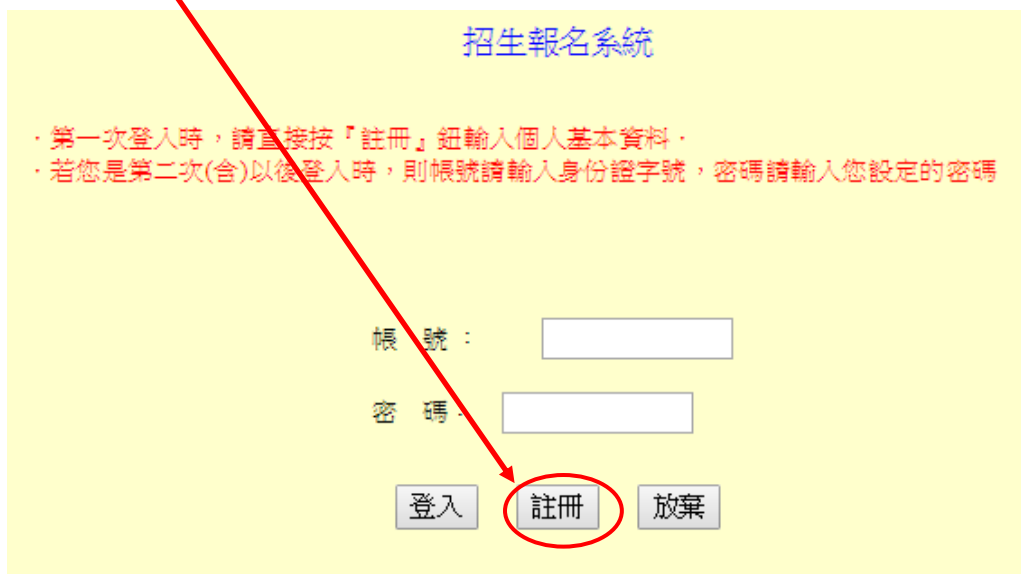 招生報名系統
．第一次登入時，請直接按『註冊』鈕輸入個人基本資料．
．若您是第二次(含)以後登入時，則帳號請輸入身份證字號，密碼請輸入您設定的密碼
帳 號：
密 碼：
登入 註冊 放棄